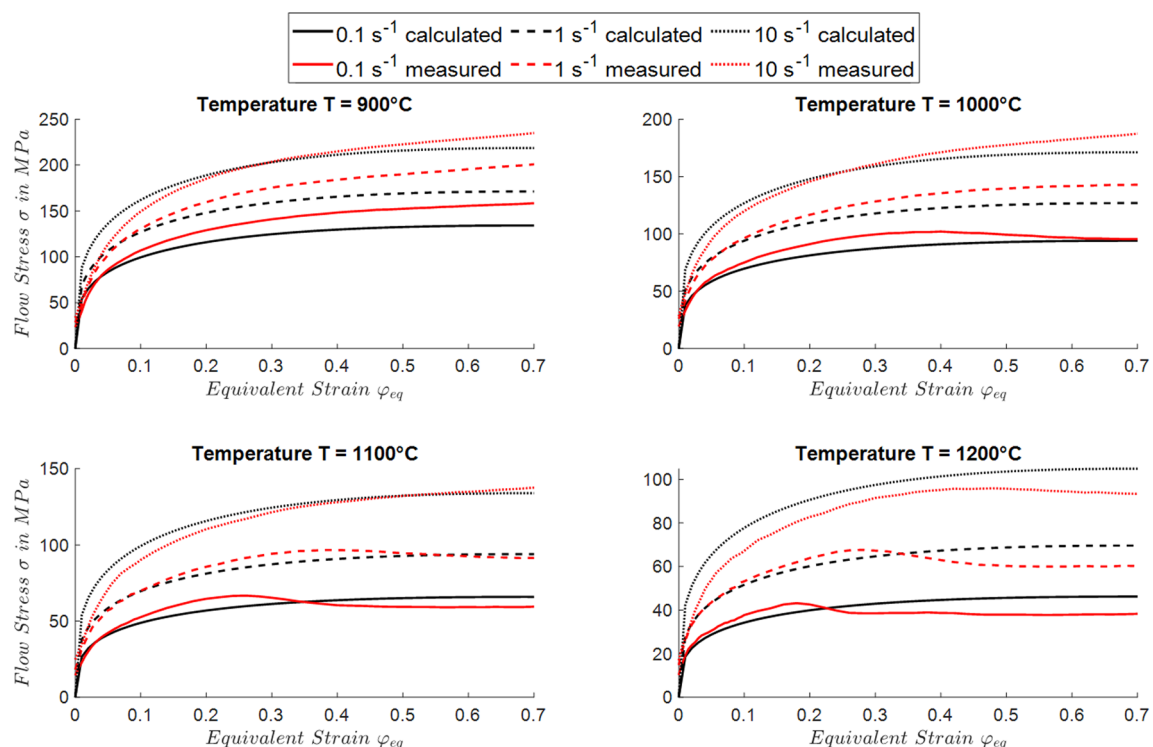 0.1 s⁻¹ calculated 1 s⁻¹ calculated 10 s⁻¹ calculated
0.1 s⁻¹ measured 1 s⁻¹ measured 10 s⁻¹ measured
Temperature T = 900°C
250
200
150
100
50
0
Flow Stress σ in MPa
0 0.1 0.2 0.3 0.4 0.5 0.6 0.7
Equivalent Strain φeq
Temperature T = 1000°C
200
150
100
50
0
0 0.1 0.2 0.3 0.4 0.5 0.6 0.7
Equivalent Strain φeq
Temperature T = 1100°C
150
100
50
0
Flow Stress σ in MPa
0 0.1 0.2 0.3 0.4 0.5 0.6 0.7
Equivalent Strain φeq
Temperature T = 1200°C
100
80
60
40
20
0
0 0.1 0.2 0.3 0.4 0.5 0.6 0.7
Equivalent Strain φeq